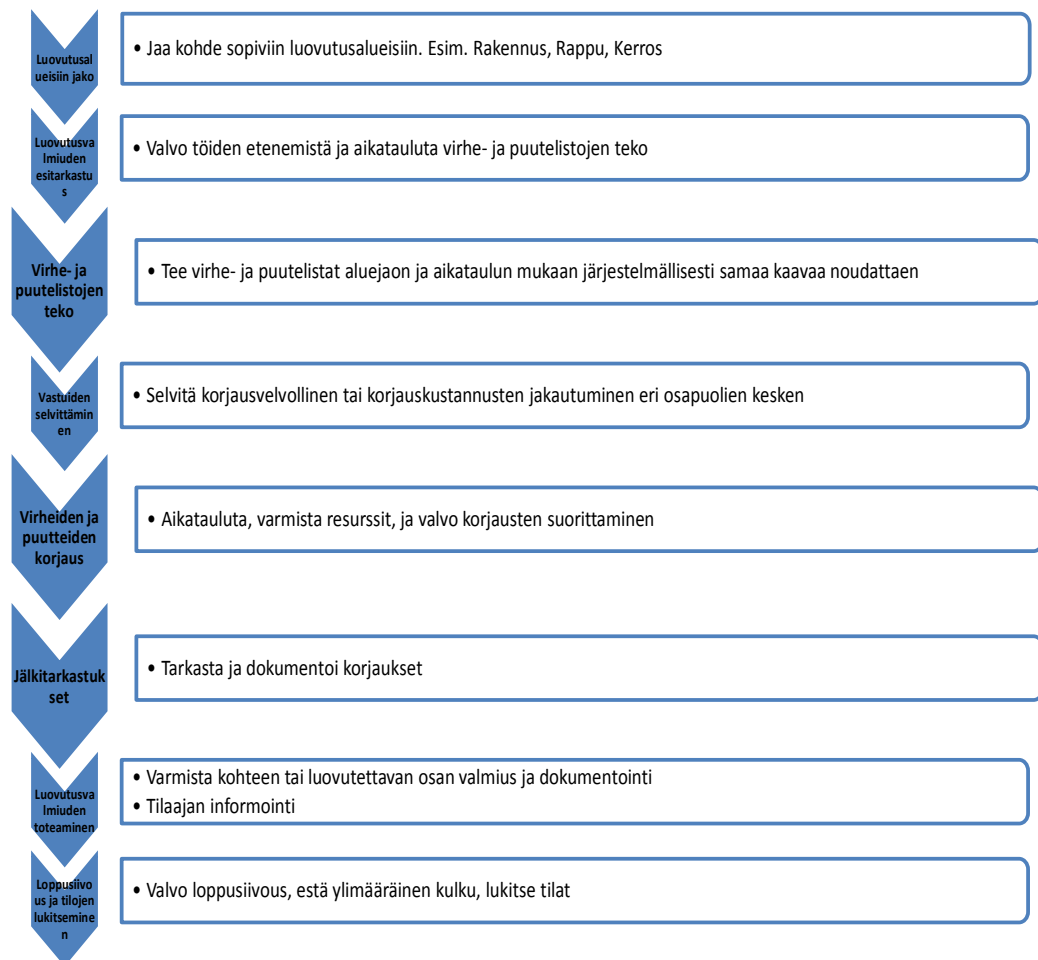 Luovutusal
ueisiin jako
• Jaa kohde sopiviin luovutusalueisiin. Esim. Rakennus, Rappu, Kerros
Luovutusva
lmiuden
esitarkastu
s
• Valvo töiden etenemistä ja aikatauluta virhe- ja puutelistojen teko
Virhe- ja
puutelistojen
teko
• Tee virhe- ja puutelistat aluejaon ja aikataulun mukaan järjestelmällisesti samaa kaavaa noudattaen
Vastuiden
selvittämin
en
• Selvitä korjausvelvollinen tai korjauskustannusten jakautuminen eri osapuolien kesken
Virheiden ja
puutteiden
korjaus
• Aikatauluta, varmista resurssit, ja valvo korjausten suorittaminen
Jälkitarkastuk
set
• Tarkasta ja dokumentoi korjaukset
Luovutusva
lmiuden
toteaminen
• Varmista kohteen tai luovutettavan osan valmius ja dokumentointi
• Tilaajan informointi
Loppusiivo
us ja tilojen
lukitsemine
n
• Valvo loppusiivous, estä ylimääräinen kulku, lukitse tilat